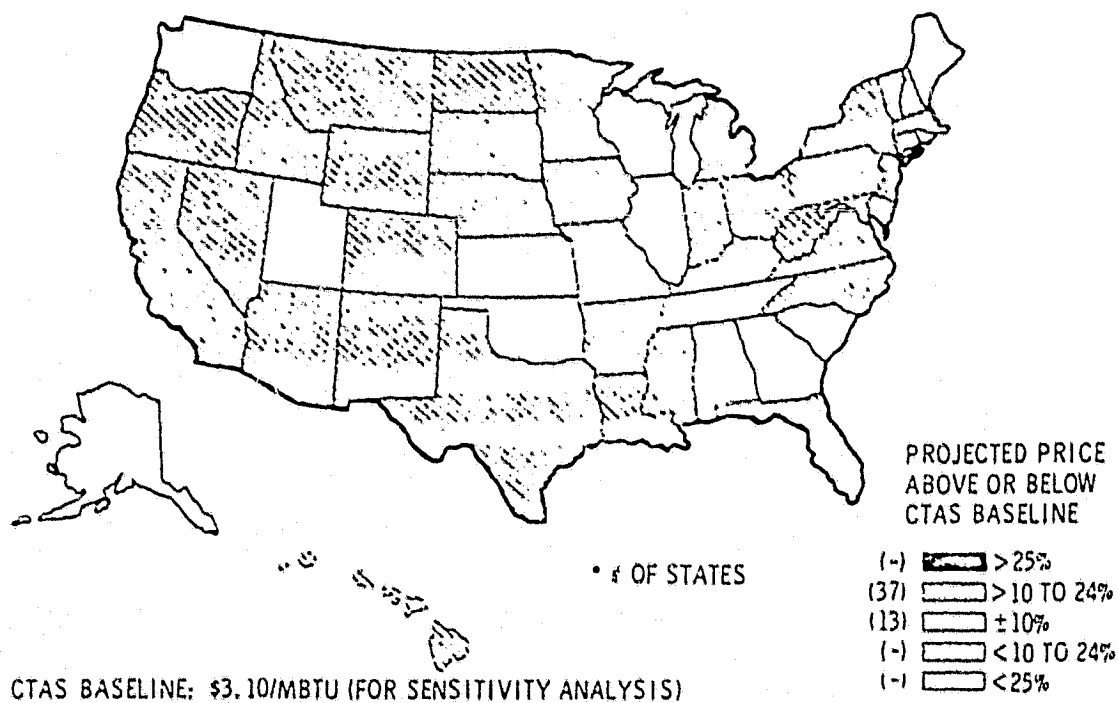 PROJECTED PRICE
ABOVE OR BELOW
CTAS BASELINE
(-) >25%
(37) >10 TO 24%
(13) ±10%
(-) <10 TO 24%
(-) <25%
• # OF STATES
CTAS BASELINE: $3.10/MBTU (FOR SENSITIVITY ANALYSIS)